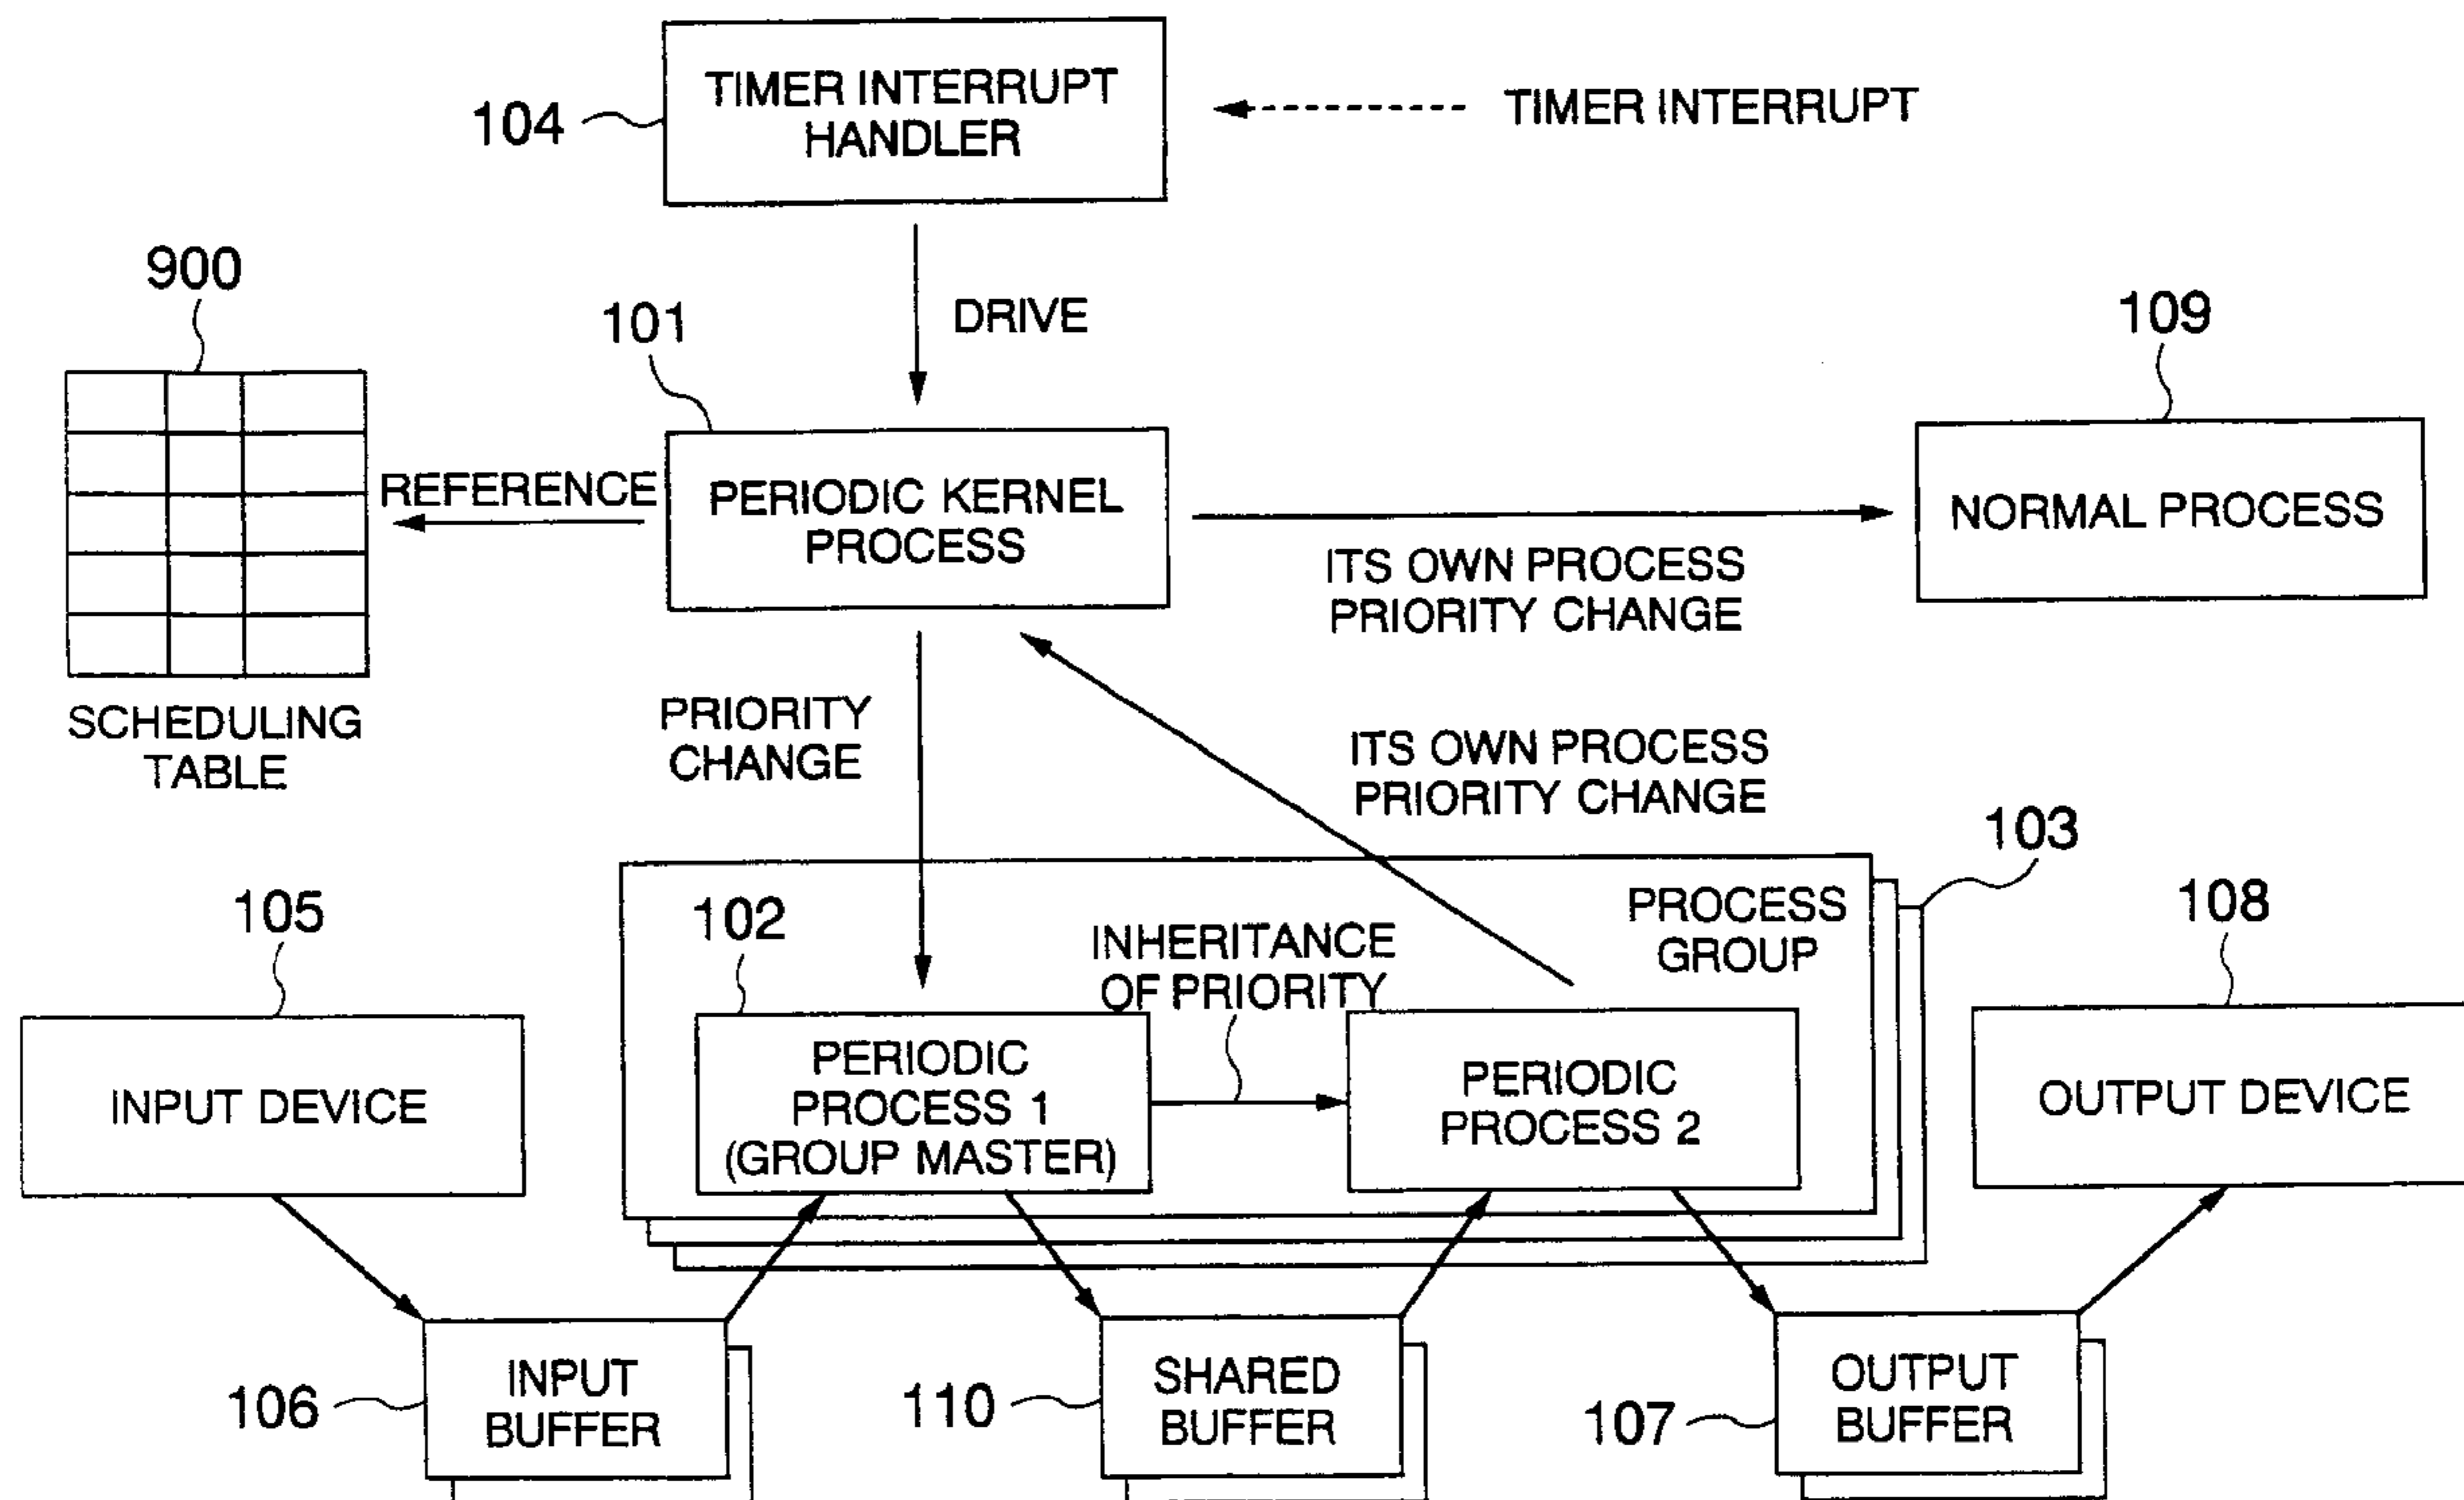 TIMER INTERRUPT
HANDLER
104
TIMER INTERRUPT
900
101
DRIVE
109
REFERENCE
PERIODIC KERNEL
PROCESS
NORMAL PROCESS
ITS OWN PROCESS
PRIORITY CHANGE
SCHEDULING
TABLE
PRIORITY
CHANGE
ITS OWN PROCESS
PRIORITY CHANGE
103
105
102
INHERITANCE
OF PRIORITY
PROCESS
GROUP
108
INPUT DEVICE
PERIODIC
PROCESS 1
(GROUP MASTER)
PERIODIC
PROCESS 2
OUTPUT DEVICE
106
INPUT
BUFFER
110
SHARED
BUFFER
107
OUTPUT
BUFFER